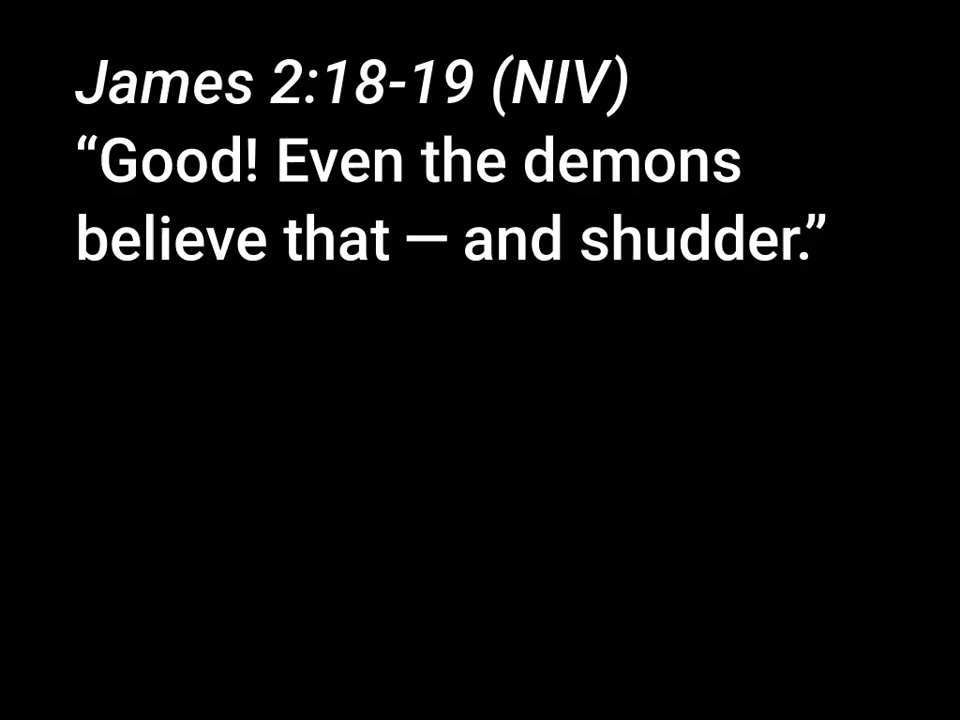 James 2:18-19 (NIV)
“Good! Even the demons
believe that — and shudder.”